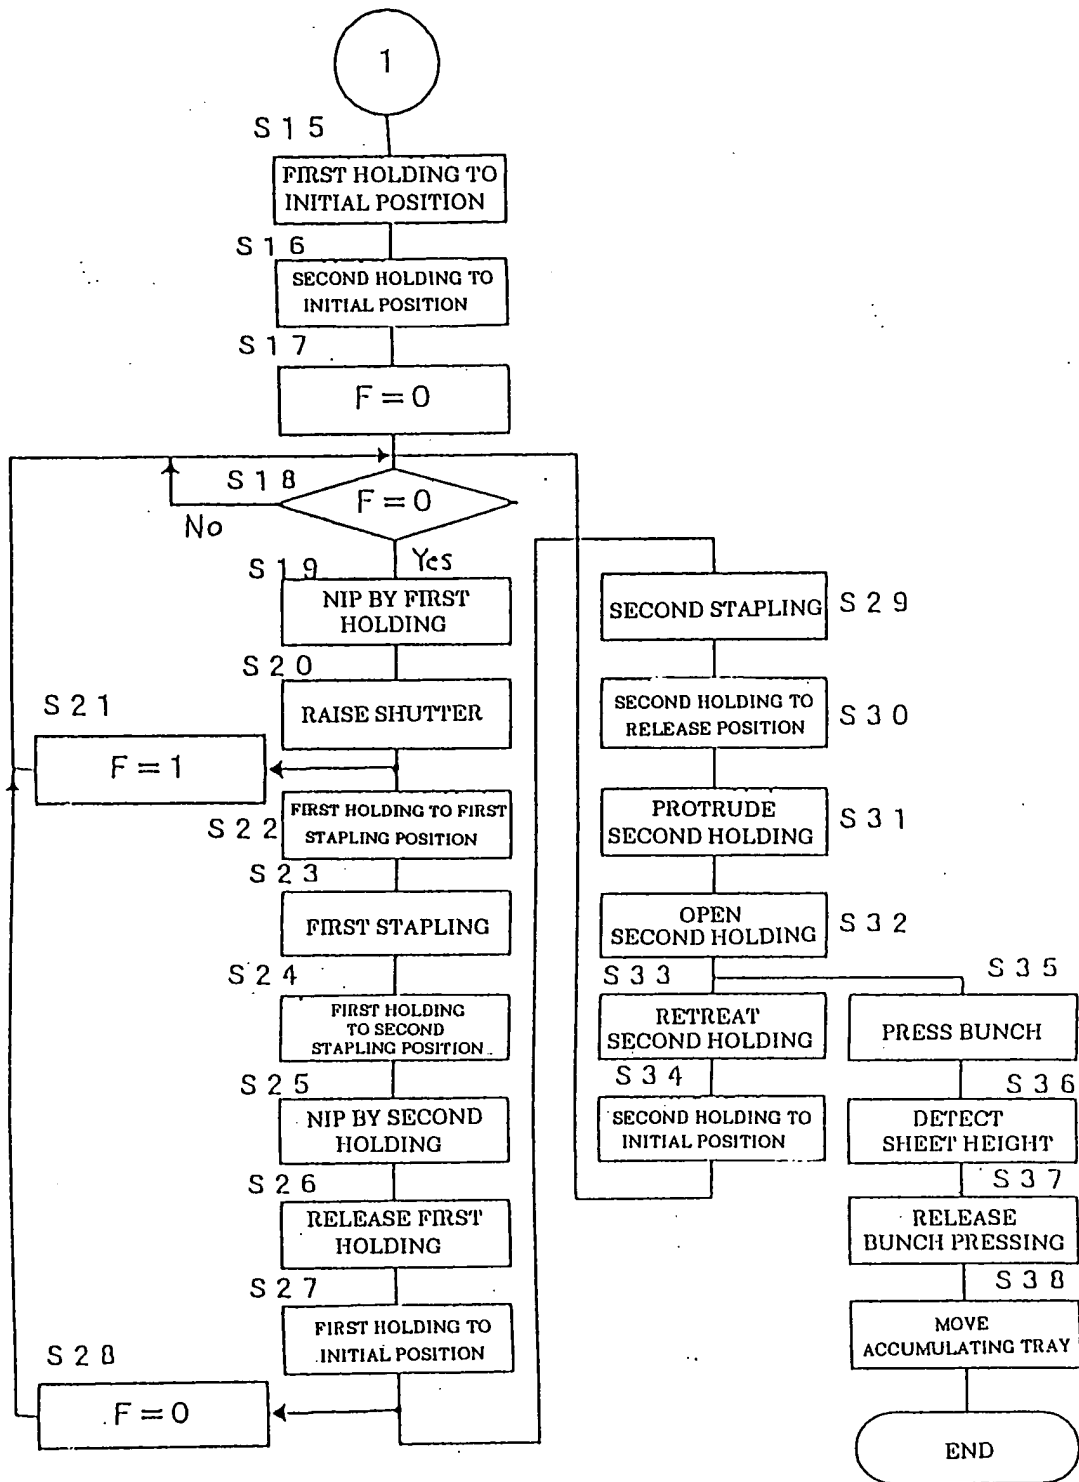 1
S15
FIRST HOLDING TO
INITIAL POSITION
S16
SECOND HOLDING TO
INITIAL POSITION
S17
F=0
S18
F=0
No
Yes
S19
NIP BY FIRST
HOLDING
S20
RAISE SHUTTER
S21
F=1
S22
FIRST HOLDING TO FIRST
STAPLING POSITION
S23
FIRST STAPLING
S24
FIRST HOLDING
TO SECOND
STAPLING POSITION
S25
NIP BY SECOND
HOLDING
S26
RELEASE FIRST
HOLDING
S27
FIRST HOLDING TO
INITIAL POSITION
S28
F=0
SECOND STAPLING
S29
SECOND HOLDING TO
RELEASE POSITION
S30
PROTRUDE
SECOND HOLDING
S31
OPEN
SECOND HOLDING
S32
S33
RETREAT
SECOND HOLDING
S34
SECOND HOLDING TO
INITIAL POSITION
S35
PRESS BUNCH
S36
DETECT
SHEET HEIGHT
S37
RELEASE
BUNCH PRESSING
S38
MOVE
ACCUMULATING TRAY
END